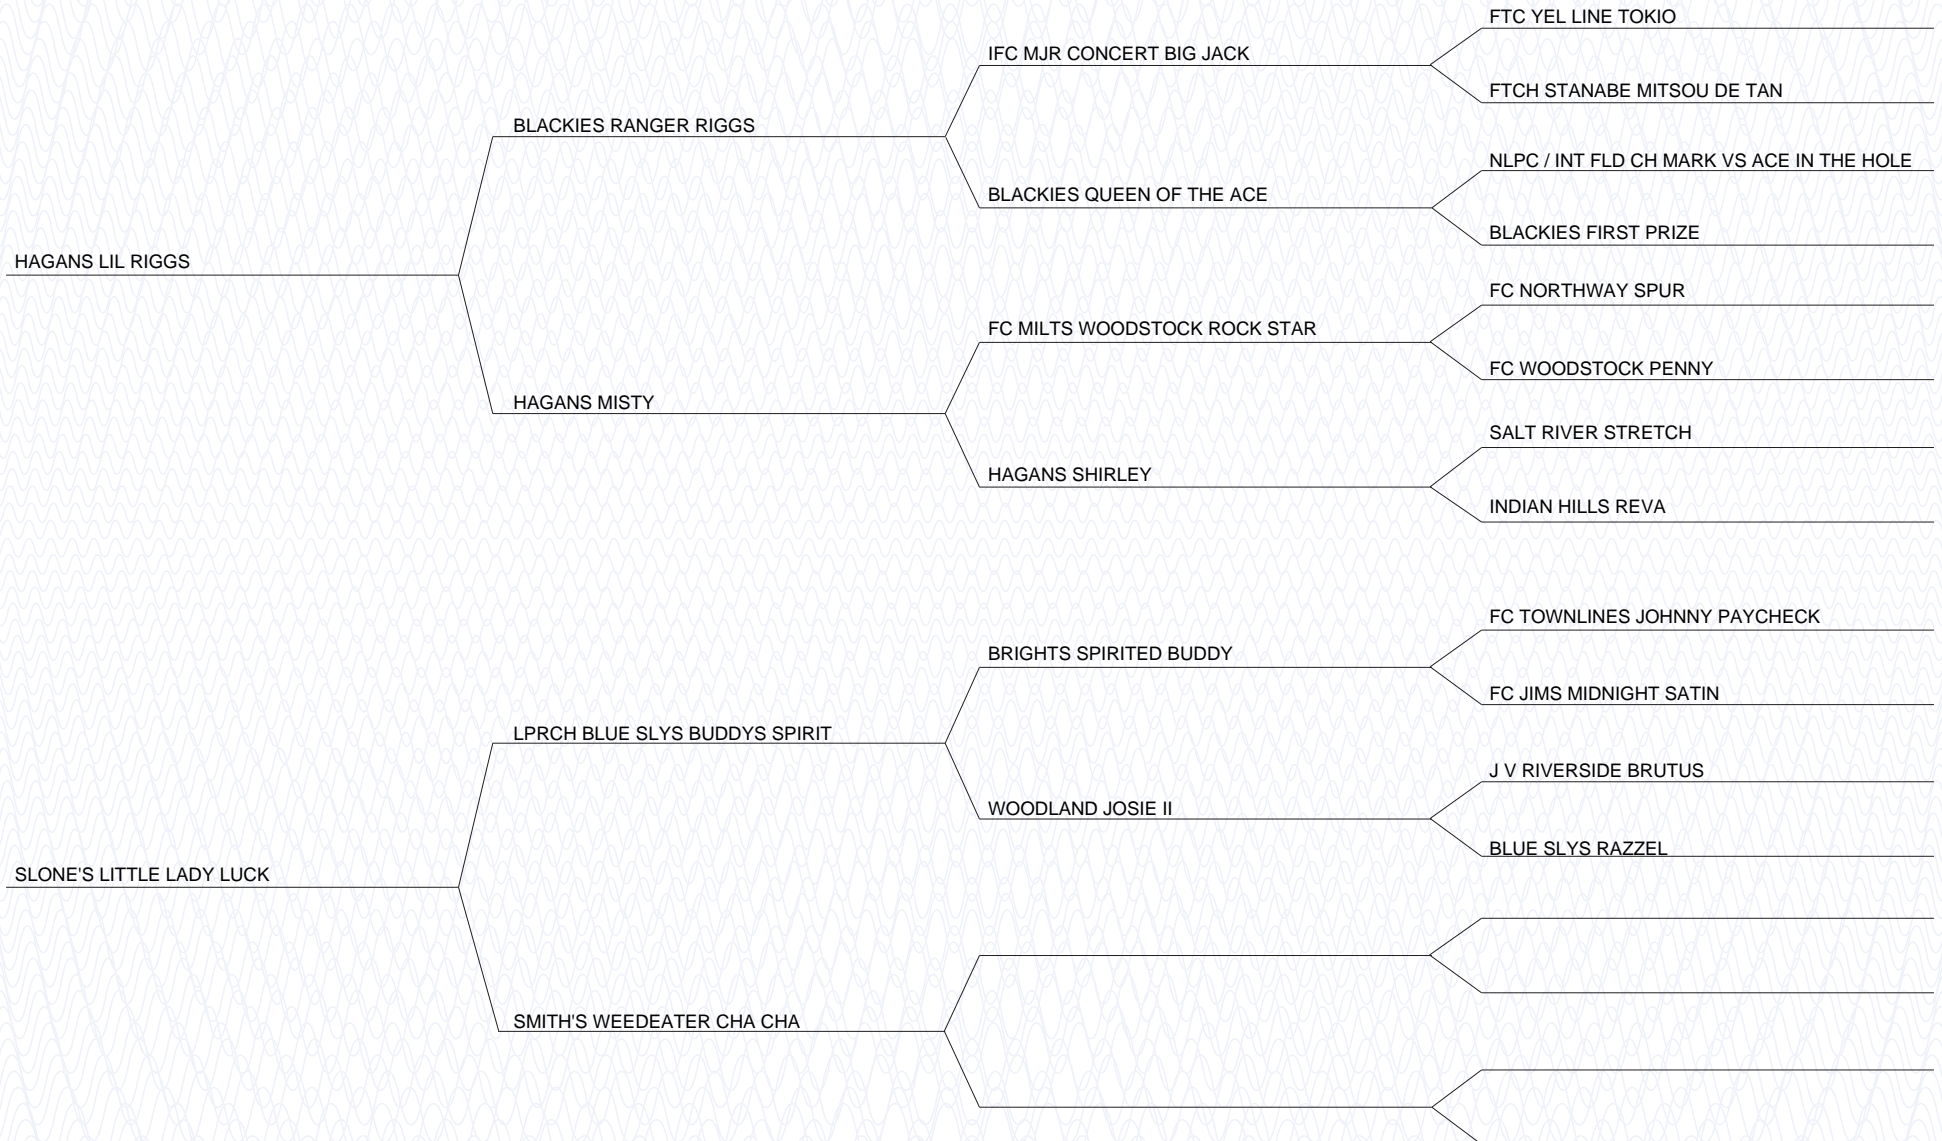 FTC YEL LINE TOKIO
IFC MJR CONCERT BIG JACK
FTCH STANABE MITSOU DE TAN
BLACKIES RANGER RIGGS
NLPC / INT FLD CH MARK VS ACE IN THE HOLE
BLACKIES QUEEN OF THE ACE
BLACKIES FIRST PRIZE
HAGANS LIL RIGGS
FC NORTHWAY SPUR
FC MILTS WOODSTOCK ROCK STAR
FC WOODSTOCK PENNY
HAGANS MISTY
SALT RIVER STRETCH
HAGANS SHIRLEY
INDIAN HILLS REVA
FC TOWNLINES JOHNNY PAYCHECK
BRIGHTS SPIRITED BUDDY
FC JIMS MIDNIGHT SATIN
LPRCH BLUE SLYS BUDDYS SPIRIT
J V RIVERSIDE BRUTUS
WOODLAND JOSIE II
BLUE SLYS RAZZEL
SLONE'S LITTLE LADY LUCK
SMITH'S WEEDEATER CHA CHA